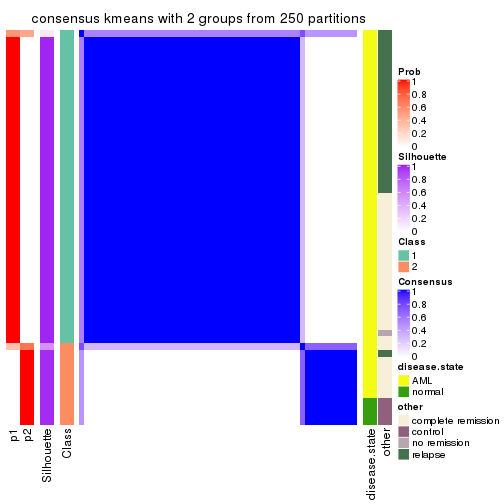 consensus kmeans with 2 groups from 250 partitions
p1
p2
Silhouette
Class
disease.state
other
Prob
1
0.8
0.6
0.4
0.2
0
Silhouette
1
0.8
0.6
0.4
0.2
0
Class
1
2
Consensus
1
0.8
0.6
0.4
0.2
0
disease.state
AML
normal
other
complete remission
control
no remission
relapse